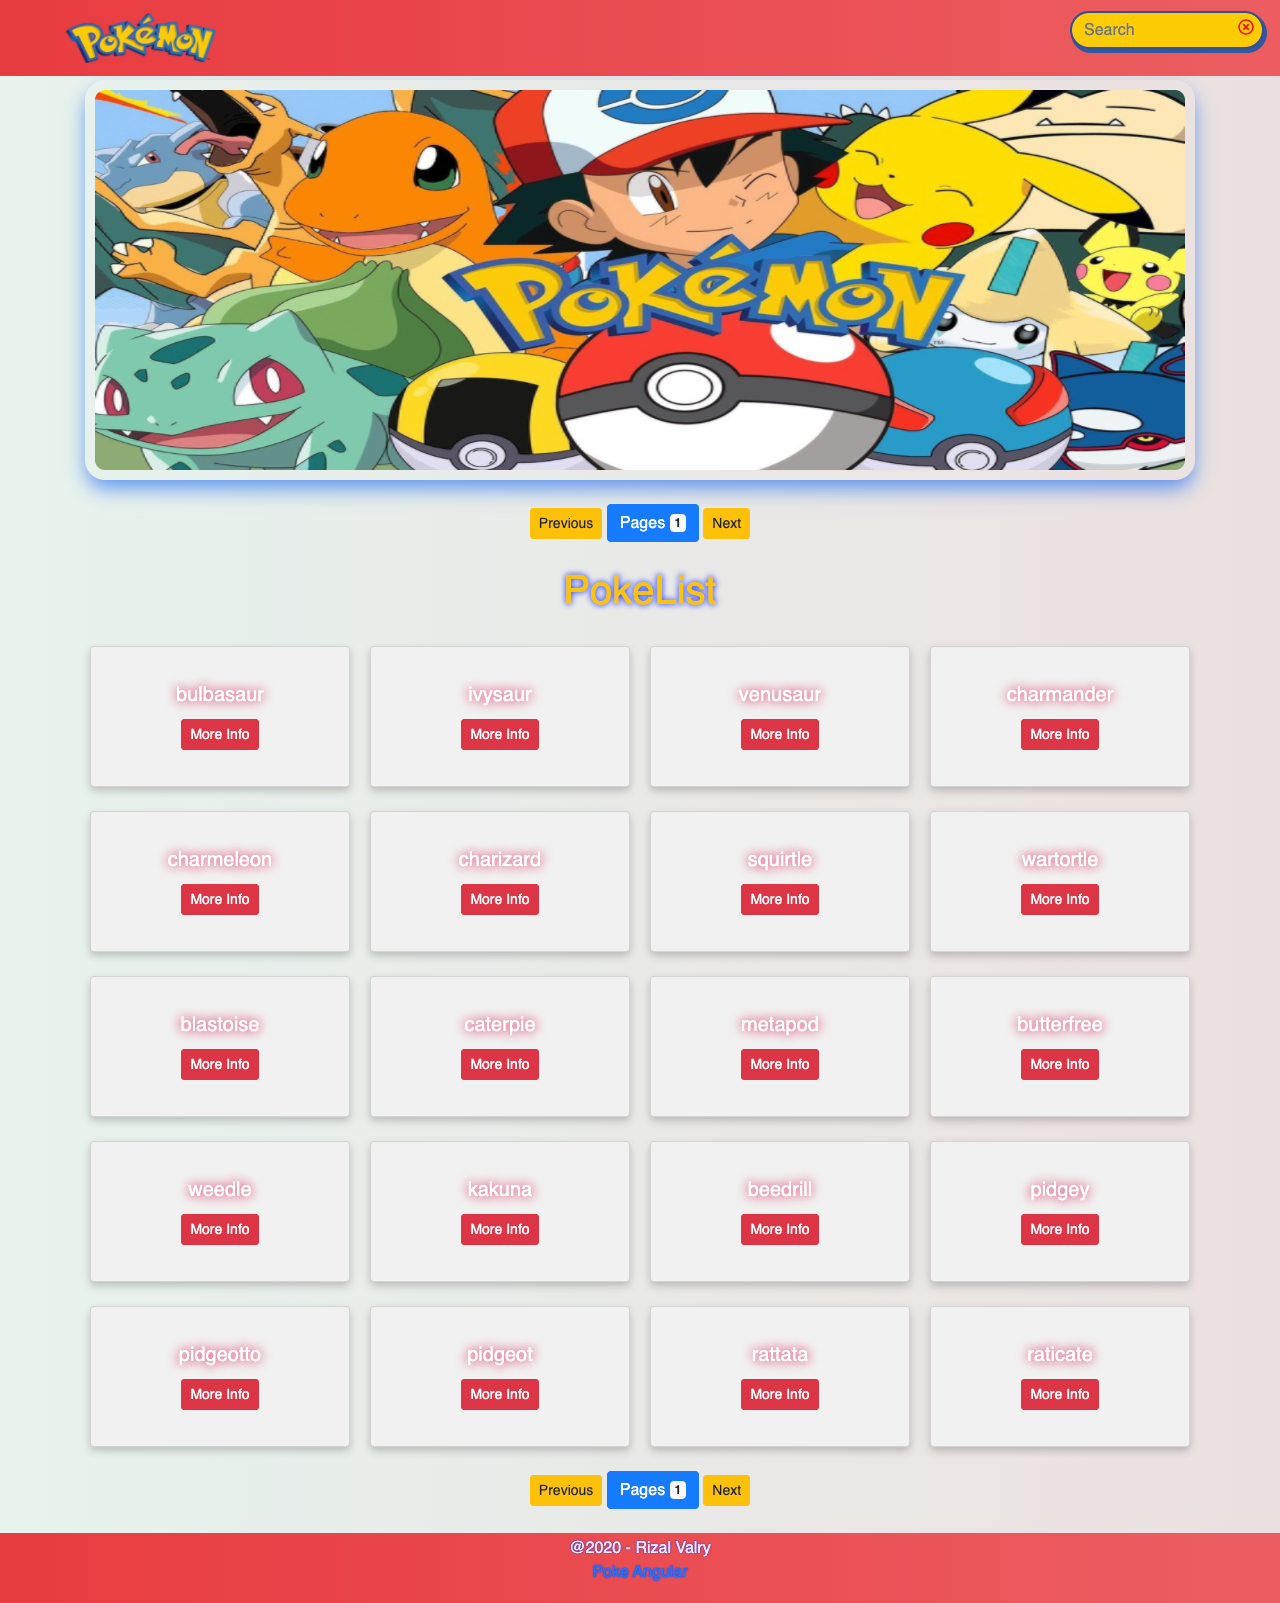 POKéMON
Search
POKéMON
TM
Previous
Pages 1
Next
PokeList
bulbasaur
ivysaur
venusaur
charmander
More Info
More Info
More Info
More Info
charmeleon
charizard
squirtle
wartortle
More Info
More Info
More Info
More Info
blastoise
caterpie
metapod
butterfree
More Info
More Info
More Info
More Info
weedle
kakuna
beedrill
pidgey
More Info
More Info
More Info
More Info
pidgeotto
pidgeot
rattata
raticate
More Info
More Info
More Info
More Info
Previous
Pages 1
Next
@2020 - Rizal Valry
Poke Angular